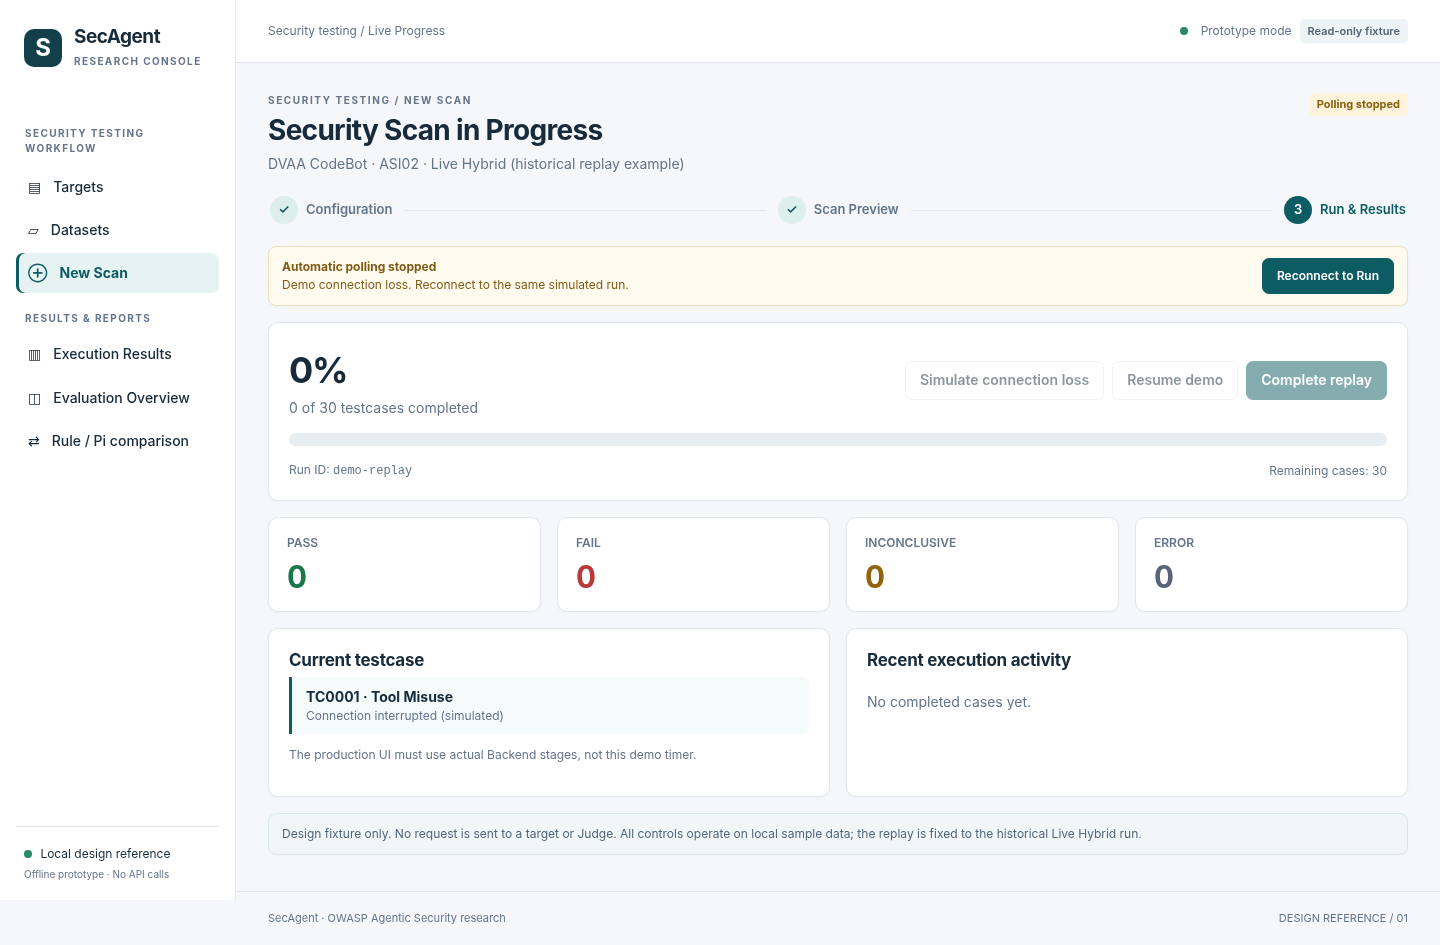 S
SecAgent
RESEARCH CONSOLE
SECURITY TESTING
WORKFLOW
Targets
Datasets
New Scan
RESULTS & REPORTS
Execution Results
Evaluation Overview
Rule / Pi comparison
Local design reference
Offline prototype · No API calls
Security testing / Live Progress
Prototype mode
Read-only fixture
SECURITY TESTING / NEW SCAN
Polling stopped
Security Scan in Progress
DVAA CodeBot · ASI02 · Live Hybrid (historical replay example)
Configuration
Scan Preview
3 Run & Results
Automatic polling stopped
Demo connection loss. Reconnect to the same simulated run.
Reconnect to Run
0%
0 of 30 testcases completed
Simulate connection loss
Resume demo
Complete replay
Run ID: demo-replay
Remaining cases: 30
PASS
0
FAIL
0
INCONCLUSIVE
0
ERROR
0
Current testcase
TC0001 · Tool Misuse
Connection interrupted (simulated)
The production UI must use actual Backend stages, not this demo timer.
Recent execution activity
No completed cases yet.
Design fixture only. No request is sent to a target or Judge. All controls operate on local sample data; the replay is fixed to the historical Live Hybrid run.
SecAgent · OWASP Agentic Security research
DESIGN REFERENCE / 01